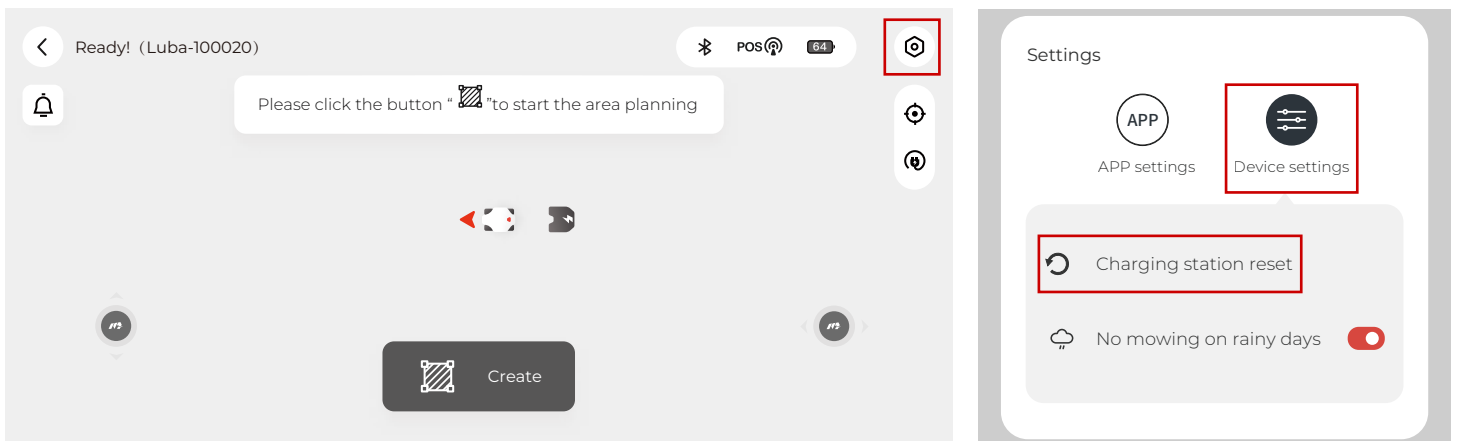 Ready!（Luba-100020）
POS
64
Please click the button “ ”to start the area planning
Create
Settings
APP
APP settings
Device settings
Charging station reset
No mowing on rainy days